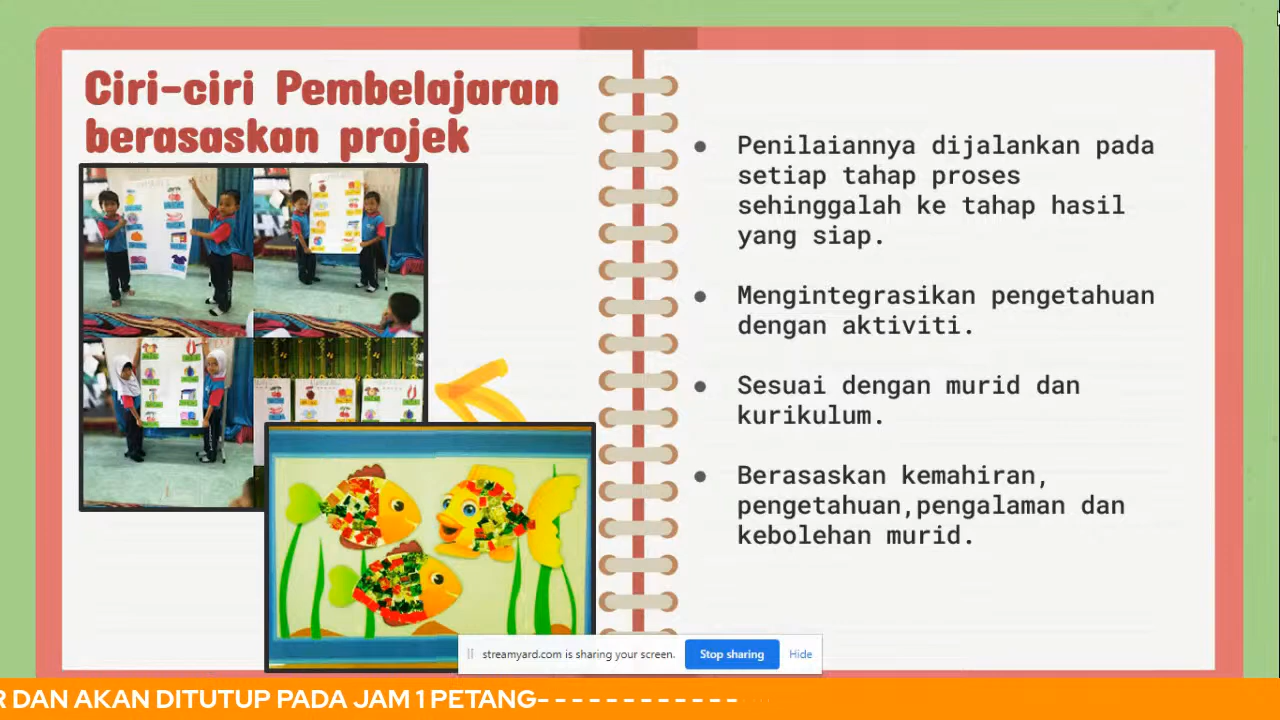 Ciri-ciri Pembelajaran
berasaskan projek
Penilaiannya dijalankan pada
setiap tahap proses
sehinggalah ke tahap hasil
yang siap.
Mengintegrasikan pengetahuan
dengan aktiviti.
Sesuai dengan murid dan
kurikulum.
Berasaskan kemahiran,
pengetahuan,pengalaman dan
kebolehan murid.
streamyard.com is sharing your screen.
Stop sharing
Hide
R DAN AKAN DITUTUP PADA JAM 1 PETANG- - - - - - - - - - - - - -